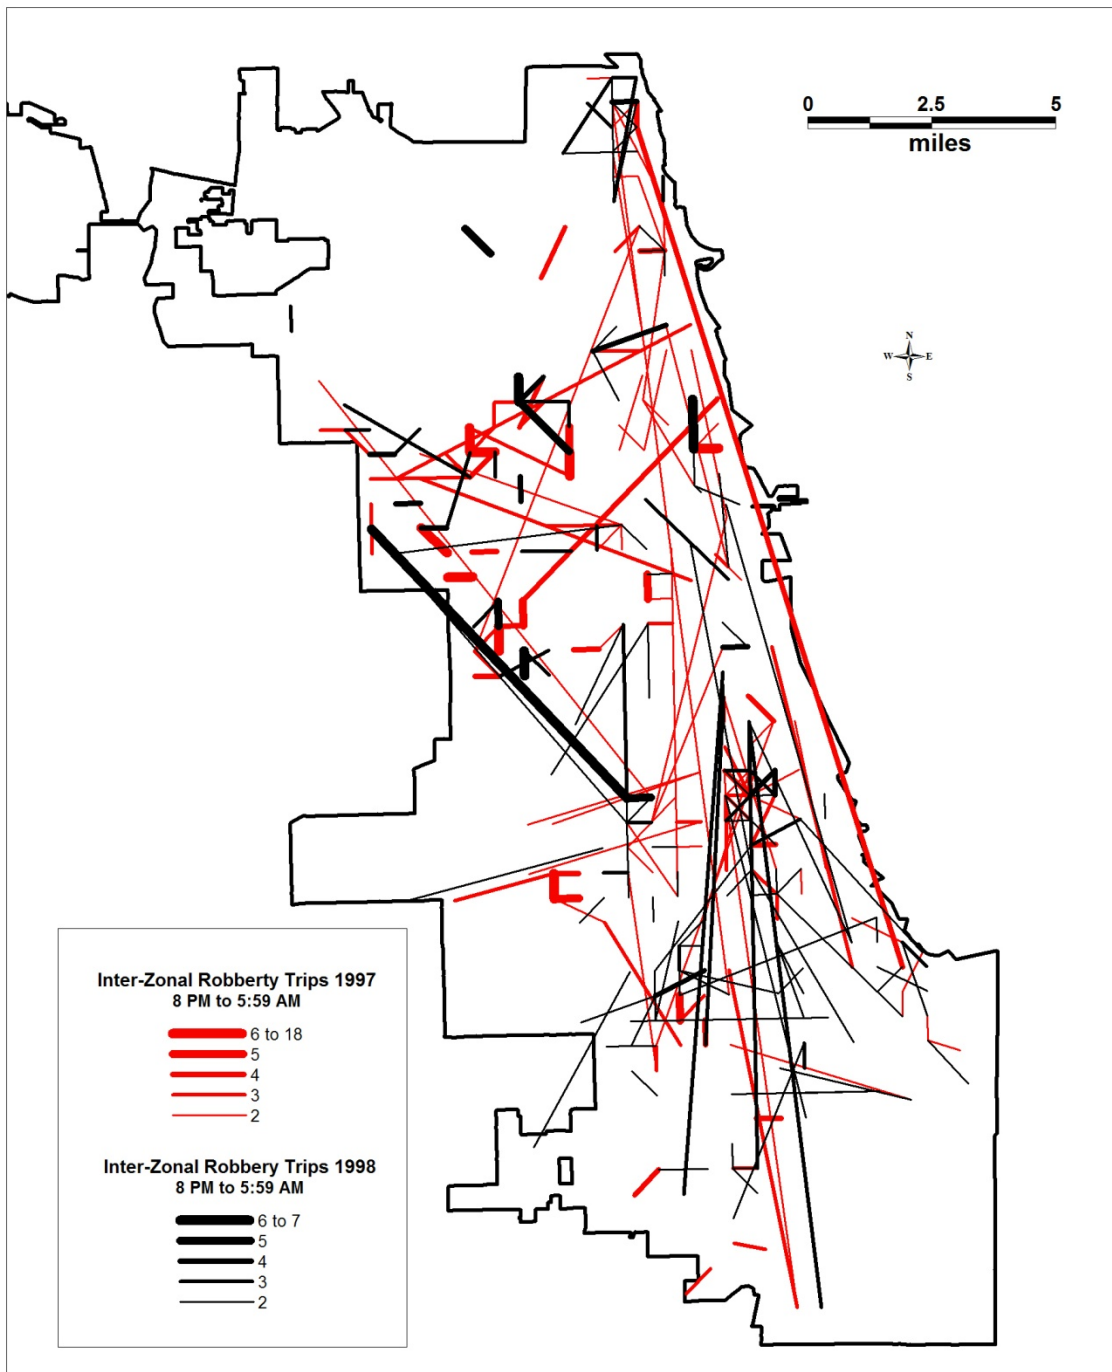 0 2.5 5
miles
N
W E
S
Inter-Zonal Robberty Trips 1997
8 PM to 5:59 AM
6 to 18
5
4
3
2
Inter-Zonal Robbery Trips 1998
8 PM to 5:59 AM
6 to 7
5
4
3
2